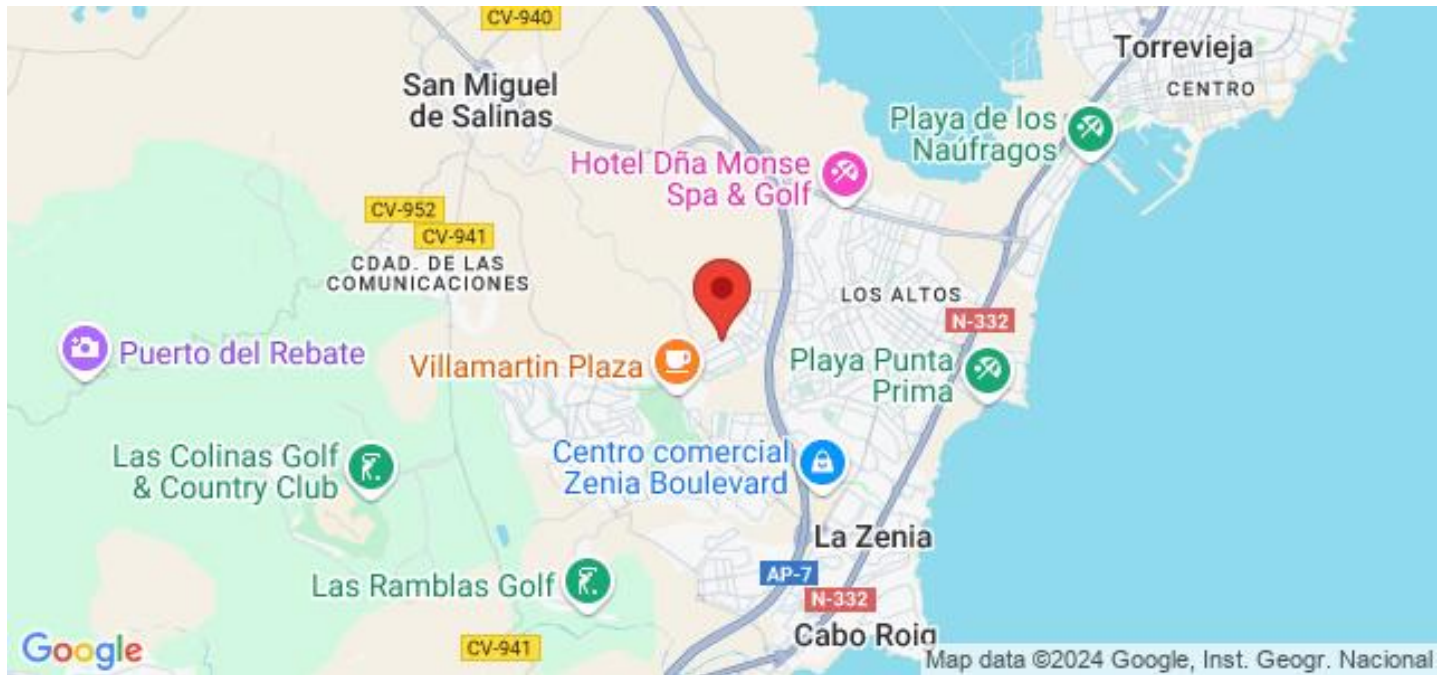 CV-940
Torrevieja
CENTRO
San Miguel
de Salinas
Playa de los
Naúfragos
Hotel Dña Monse
Spa & Golf
CV-952
CV-941
CDAD. DE LAS
COMUNICACIONES
LOS ALTOS
N-332
Puerto del Rebate
Villamartin Plaza
Playa Punta
Prima
Las Colinas Golf
& Country Club
Centro comercial
Zenia Boulevard
La Zenia
AP-7
Las Ramblas Golf
N-332
Cabo Roig
CV-941
Google
Map data ©2024 Google, Inst. Geogr. Nacional